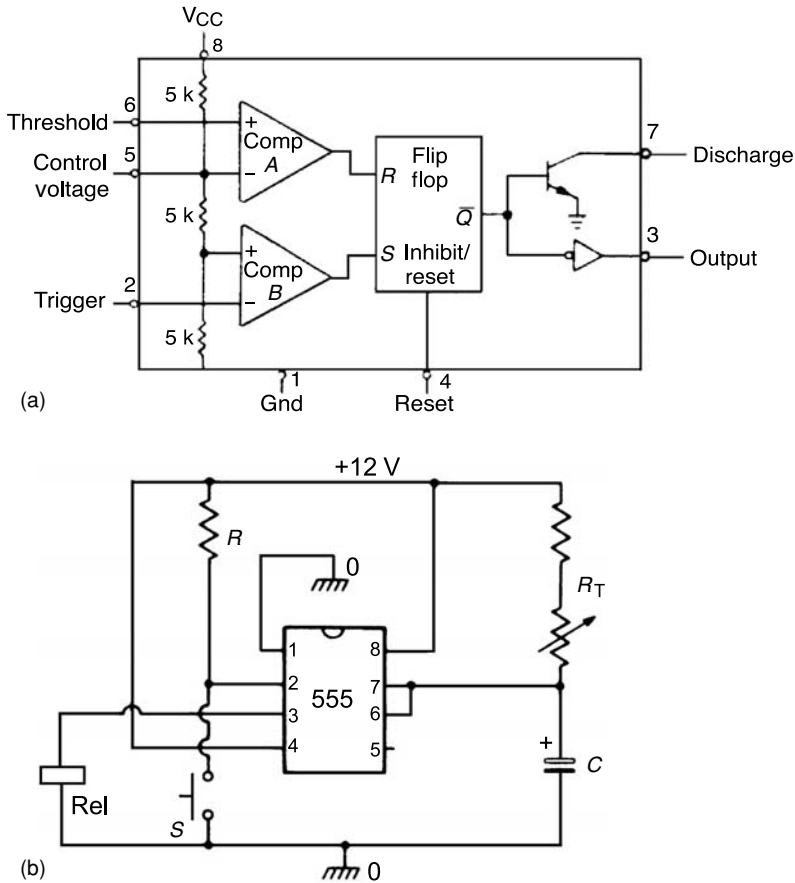 VCC
8
5 k
6
Threshold
+
Comp
A
−
5
Control
voltage
R
Flip
flop
Q̅
7
Discharge
5 k
+
Comp
B
−
S
Inhibit/
reset
3
Output
2
Trigger
5 k
1
Gnd
4
Reset
(a)
+12 V
R
0
RT
1
8
2
555
7
3
6
4
5
+
C
Rel
S
0
(b)